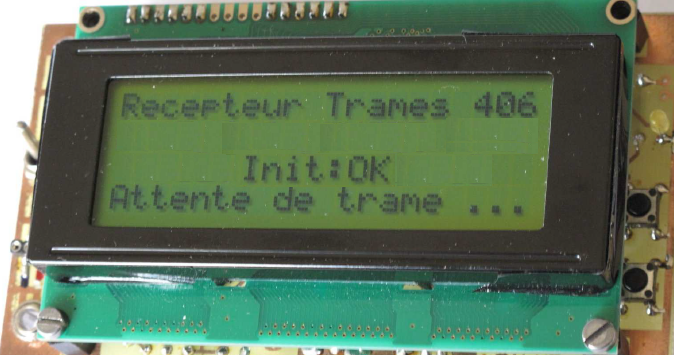 Recepteur Trames 406
Init:OK
Attente de trame ...